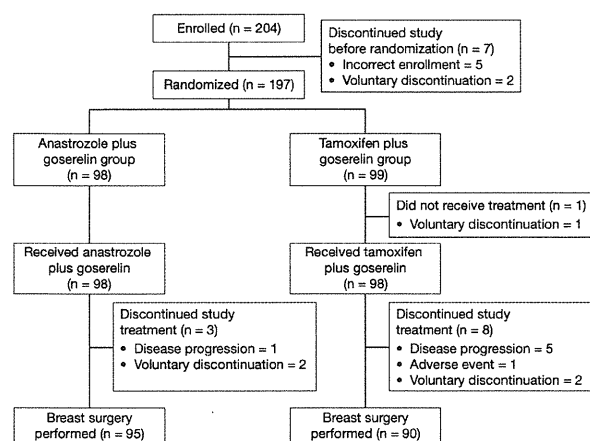 Enrolled (n = 204)
Discontinued study
before randomization (n = 7)
• Incorrect enrollment = 5
• Voluntary discontinuation = 2
Randomized (n = 197)
Anastrozole plus
goserelin group
(n = 98)
Tamoxifen plus
goserelin group
(n = 99)
Did not receive treatment (n = 1)
• Voluntary discontinuation = 1
Received anastrozole
plus goserelin
(n = 98)
Received tamoxifen
plus goserelin
(n = 98)
Discontinued study
treatment (n = 3)
• Disease progression = 1
• Voluntary discontinuation = 2
Discontinued study
treatment (n = 8)
• Disease progression = 5
• Adverse event = 1
• Voluntary discontinuation = 2
Breast surgery
performed (n = 95)
Breast surgery
performed (n = 90)